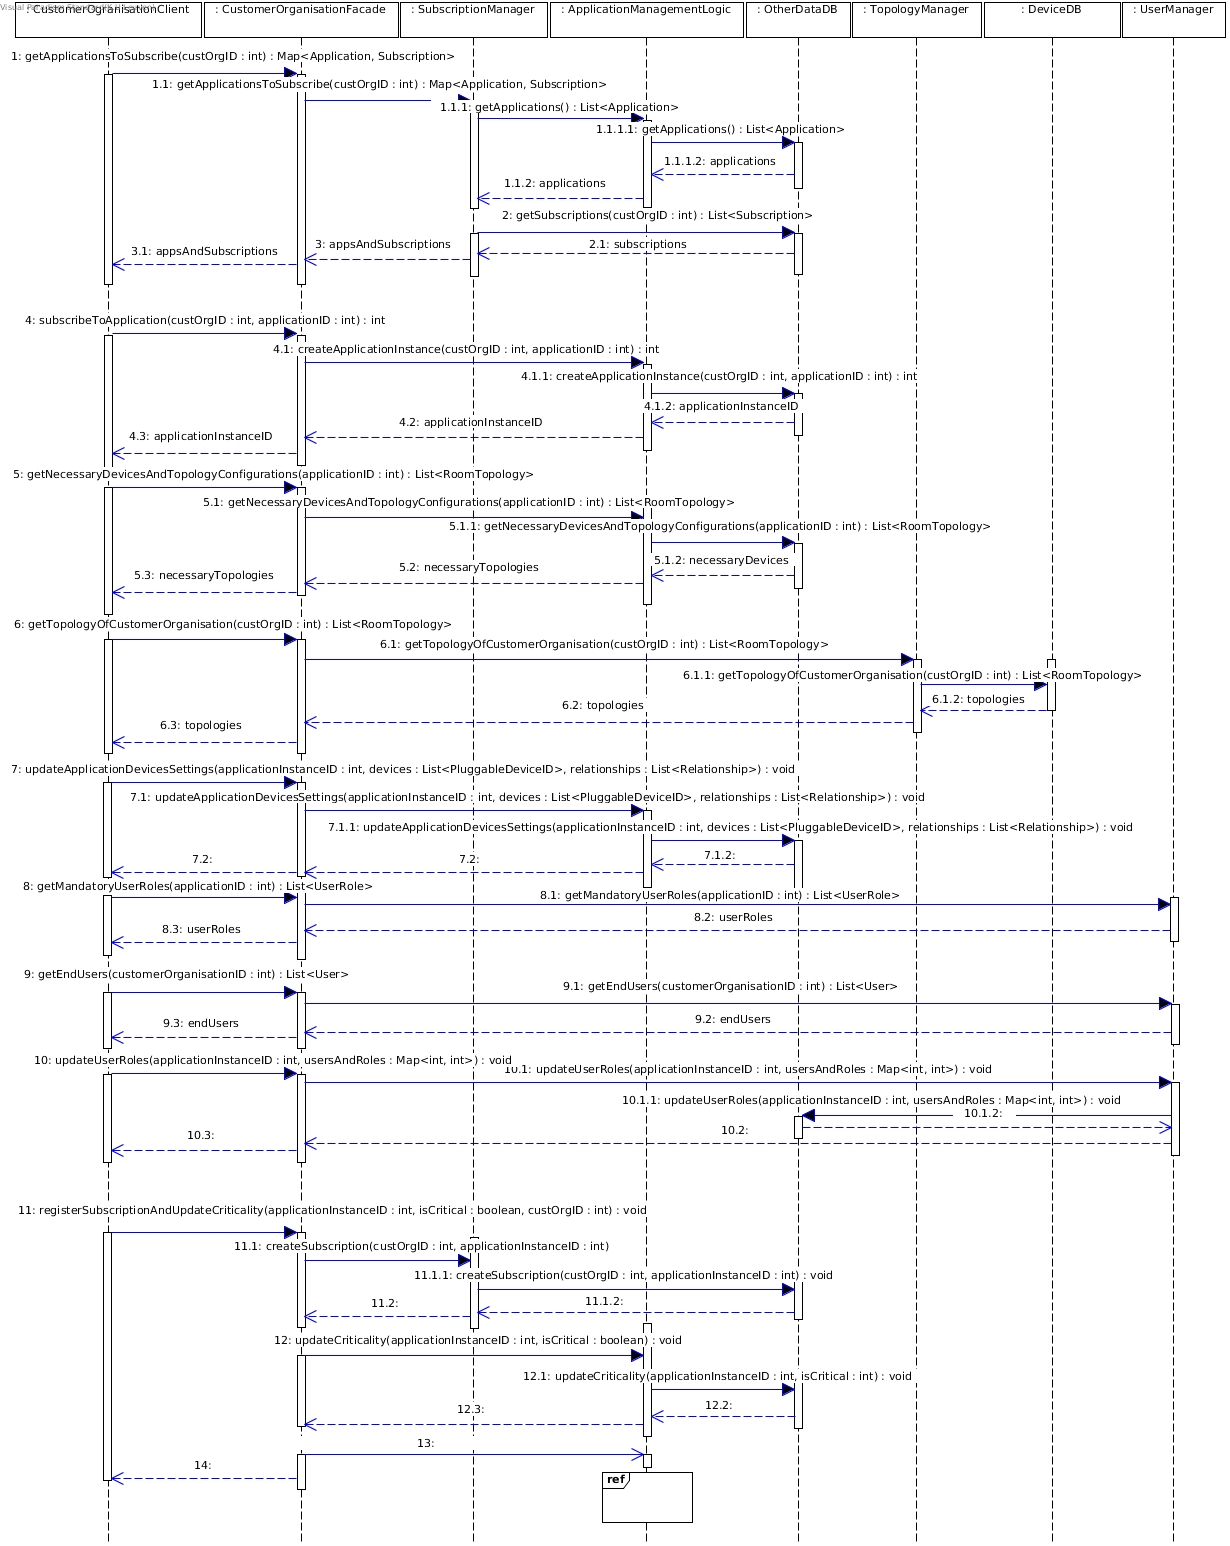 : CustomerOrganisationClient
: CustomerOrganisationFacade
: SubscriptionManager
: ApplicationManagementLogic
: OtherDataDB
: TopologyManager
: DeviceDB
: UserManager
1: getApplicationsToSubscribe(custOrgID : int) : Map<Application, Subscription>
1.1: getApplicationsToSubscribe(custOrgID : int) : Map<Application, Subscription>
1.1.1: getApplications() : List<Application>
1.1.1.1: getApplications() : List<Application>
1.1.1.2: applications
1.1.2: applications
2: getSubscriptions(custOrgID : int) : List<Subscription>
2.1: subscriptions
3: appsAndSubscriptions
3.1: appsAndSubscriptions
4: subscribeToApplication(custOrgID : int, applicationID : int) : int
4.1: createApplicationInstance(custOrgID : int, applicationID : int) : int
4.1.1: createApplicationInstance(custOrgID : int, applicationID : int) : int
4.1.2: applicationInstanceID
4.2: applicationInstanceID
4.3: applicationInstanceID
5: getNecessaryDevicesAndTopologyConfigurations(applicationID : int) : List<RoomTopology>
5.1: getNecessaryDevicesAndTopologyConfigurations(applicationID : int) : List<RoomTopology>
5.1.1: getNecessaryDevicesAndTopologyConfigurations(applicationID : int) : List<RoomTopology>
5.1.2: necessaryDevices
5.2: necessaryTopologies
5.3: necessaryTopologies
6: getTopologyOfCustomerOrganisation(custOrgID : int) : List<RoomTopology>
6.1: getTopologyOfCustomerOrganisation(custOrgID : int) : List<RoomTopology>
6.1.1: getTopologyOfCustomerOrganisation(custOrgID : int) : List<RoomTopology>
6.1.2: topologies
6.2: topologies
6.3: topologies
7: updateApplicationDevicesSettings(applicationInstanceID : int, devices : List<PluggableDeviceID>, relationships : List<Relationship>) : void
7.1: updateApplicationDevicesSettings(applicationInstanceID : int, devices : List<PluggableDeviceID>, relationships : List<Relationship>) : void
7.1.1: updateApplicationDevicesSettings(applicationInstanceID : int, devices : List<PluggableDeviceID>, relationships : List<Relationship>) : void
7.1.2:
7.2:
7.2:
8: getMandatoryUserRoles(applicationID : int) : List<UserRole>
8.1: getMandatoryUserRoles(applicationID : int) : List<UserRole>
8.2: userRoles
8.3: userRoles
9: getEndUsers(customerOrganisationID : int) : List<User>
9.1: getEndUsers(customerOrganisationID : int) : List<User>
9.2: endUsers
9.3: endUsers
10: updateUserRoles(applicationInstanceID : int, usersAndRoles : Map<int, int>) : void
10.1: updateUserRoles(applicationInstanceID : int, usersAndRoles : Map<int, int>) : void
10.1.1: updateUserRoles(applicationInstanceID : int, usersAndRoles : Map<int, int>) : void
10.1.2:
10.2:
10.3:
11: registerSubscriptionAndUpdateCriticality(applicationInstanceID : int, isCritical : boolean, custOrgID : int) : void
11.1: createSubscription(custOrgID : int, applicationInstanceID : int)
11.1.1: createSubscription(custOrgID : int, applicationInstanceID : int) : void
11.1.2:
11.2:
12: updateCriticality(applicationInstanceID : int, isCritical : boolean) : void
12.1: updateCriticality(applicationInstanceID : int, isCritical : int) : void
12.2:
12.3:
13:
14:
ref